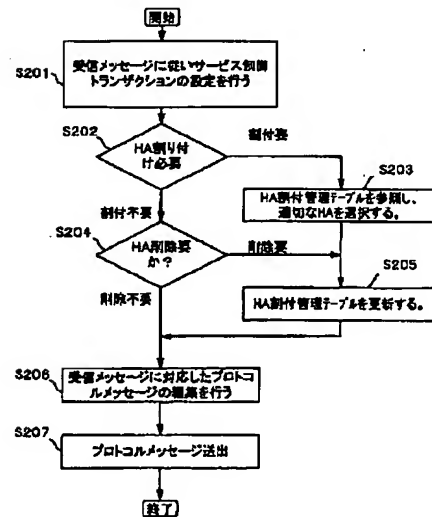 開始
S201
受信メッセージに従いサービス制御
トランザクションの設定を行う
S202
HA割り付
け必要
割付要
S203
HA割付管理テーブルを参照し、
適切なHAを選択する。
割付不要
S204
HA削除要
か?
削除要
S205
HA割付管理テーブルを更新する。
削除不要
S206
受信メッセージに対応したプロトコ
ルメッセージの編集を行う
S207
プロトコルメッセージ送出
終了